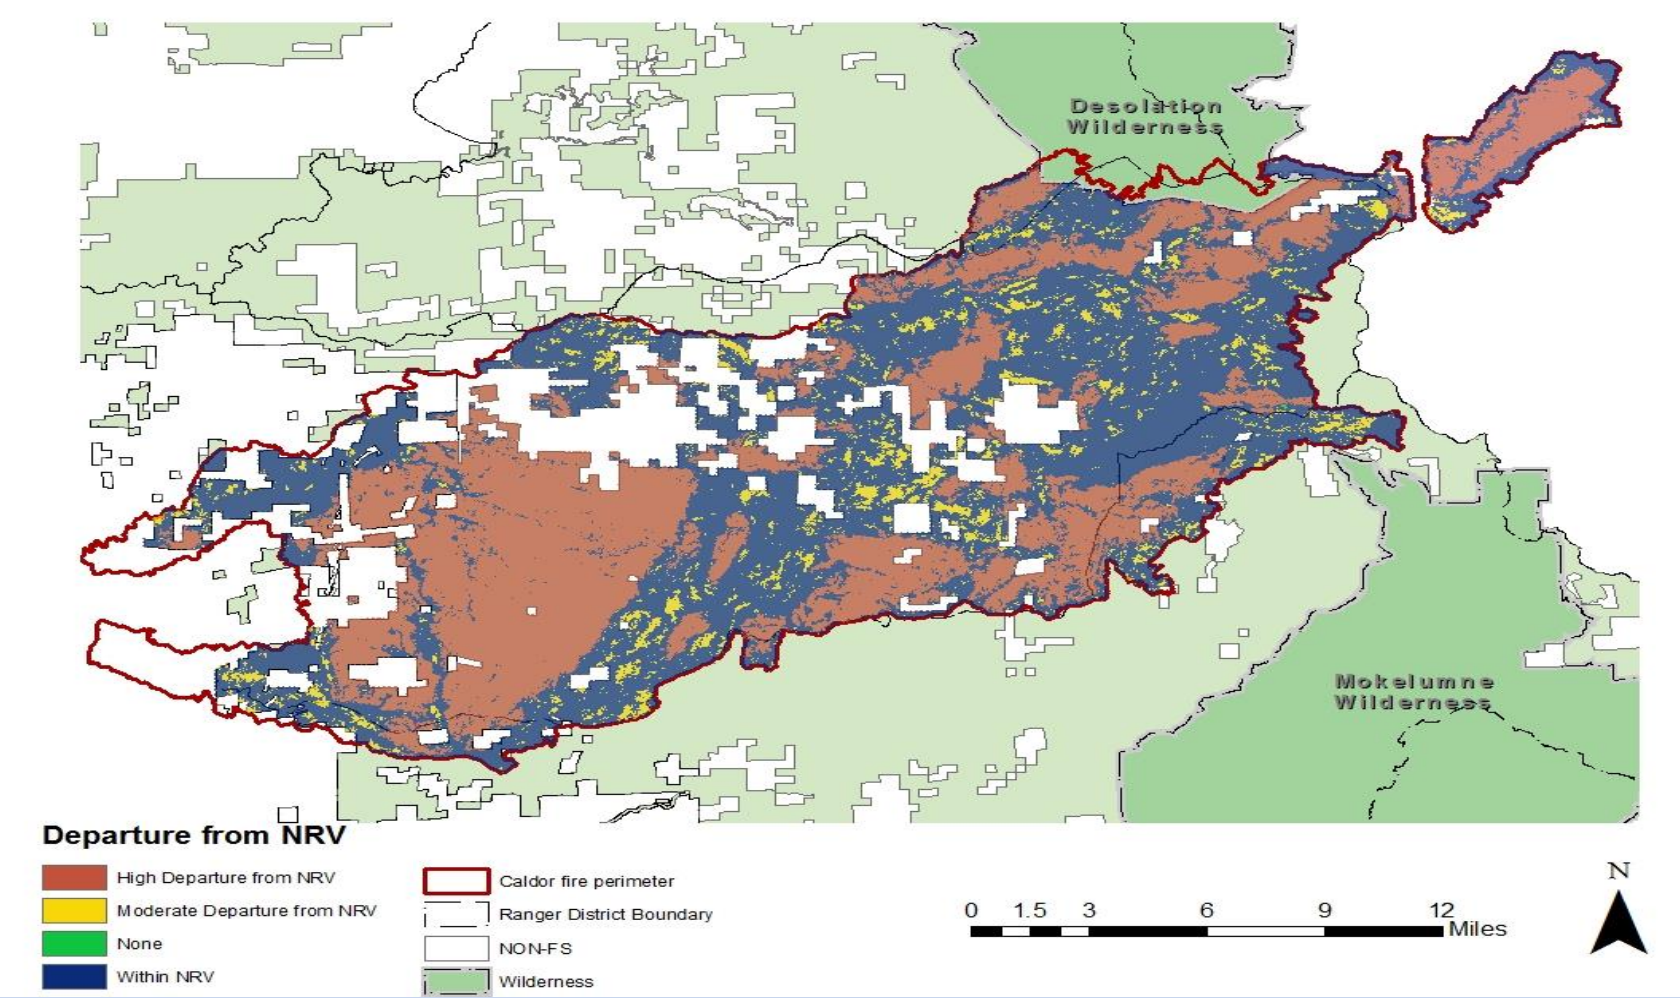 Desolation
Wilderness
Mokelumne
Wilderness
Departure from NRV
High Departure from NRV
Moderate Departure from NRV
None
Within NRV
Caldor fire perimeter
Ranger District Boundary
NON-FS
Wilderness
0 1.5 3 6 9 12
Miles
N